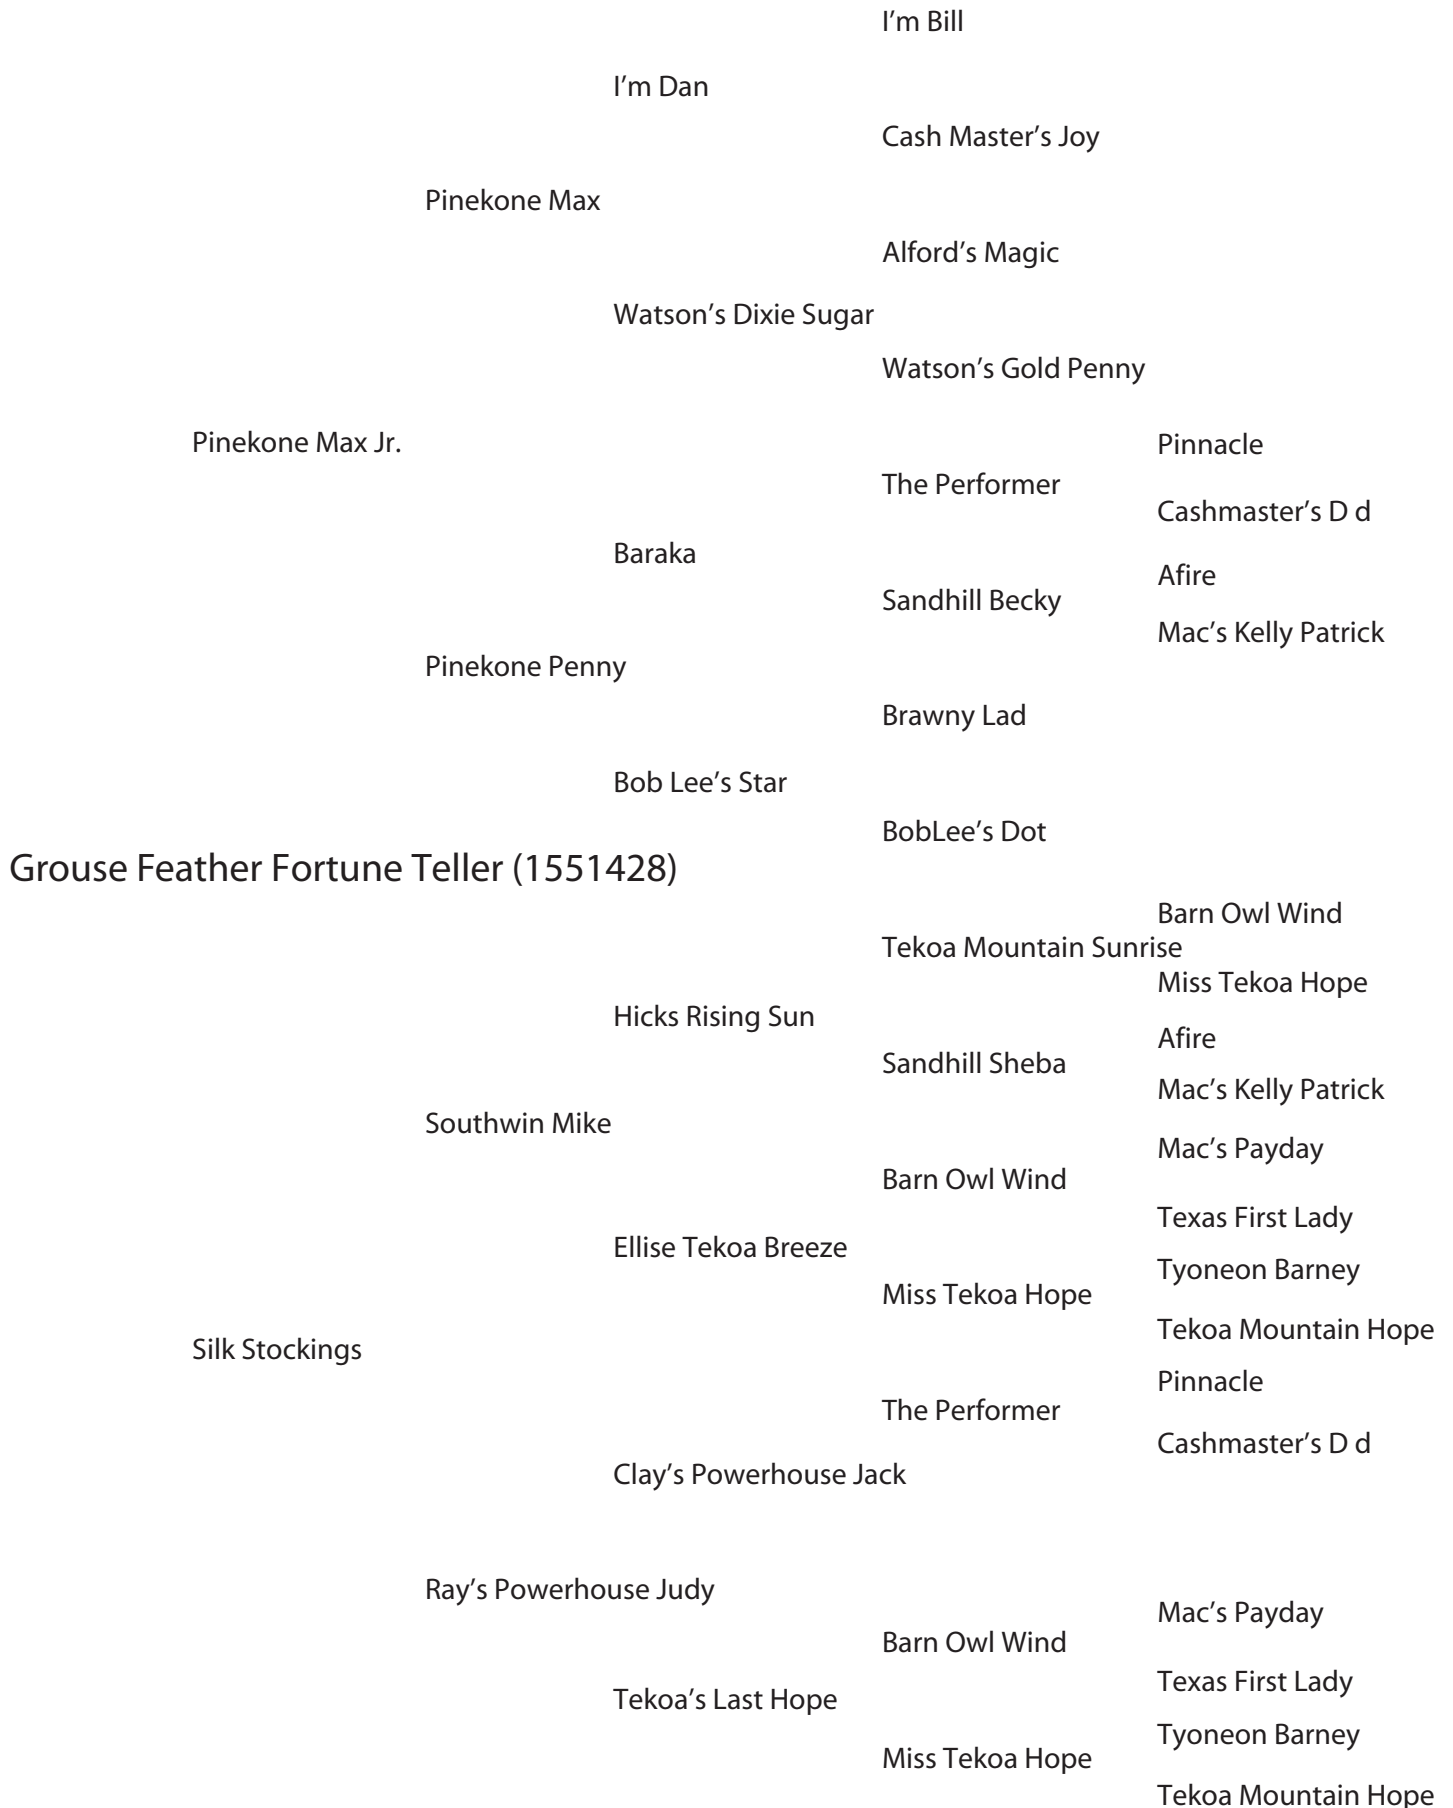 I’m Bill
I’m Dan
Cash Master’s Joy
Pinekone Max
Alford’s Magic
Watson’s Dixie Sugar
Watson’s Gold Penny
Pinekone Max Jr.
Pinnacle
The Performer
Cashmaster’s D d
Baraka
Afire
Sandhill Becky
Mac’s Kelly Patrick
Pinekone Penny
Brawny Lad
Bob Lee’s Star
BobLee’s Dot
Grouse Feather Fortune Teller (1551428)
Barn Owl Wind
Tekoa Mountain Sunrise
Miss Tekoa Hope
Hicks Rising Sun
Afire
Sandhill Sheba
Mac’s Kelly Patrick
Southwin Mike
Mac’s Payday
Barn Owl Wind
Texas First Lady
Ellise Tekoa Breeze
Tyoneon Barney
Miss Tekoa Hope
Tekoa Mountain Hope
Silk Stockings
Pinnacle
The Performer
Cashmaster’s D d
Clay’s Powerhouse Jack
Ray’s Powerhouse Judy
Mac’s Payday
Barn Owl Wind
Texas First Lady
Tekoa’s Last Hope
Tyoneon Barney
Miss Tekoa Hope
Tekoa Mountain Hope